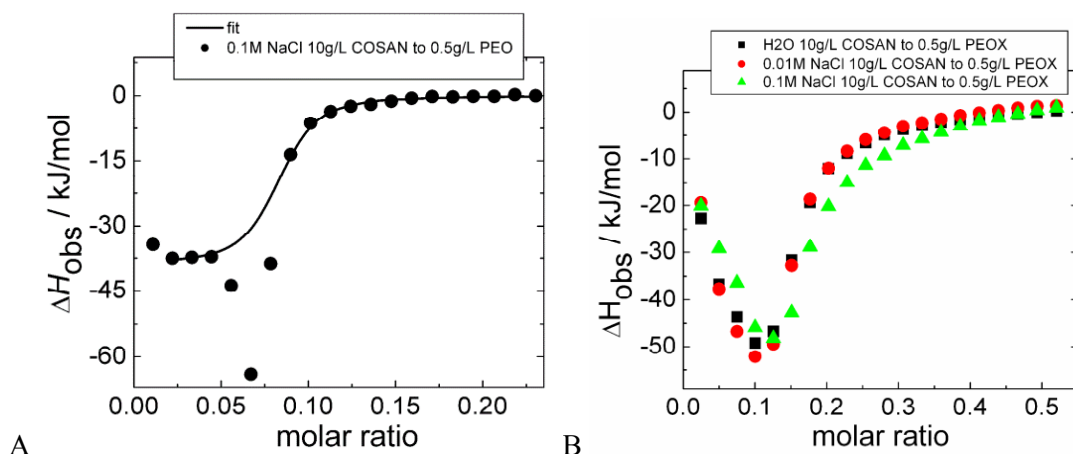 fit
0.1M NaCl 10g/L COSAN to 0.5g/L PEO
0
-15
-30
-45
-60
ΔHobs / kJ/mol
0.00 0.05 0.10 0.15 0.20
molar ratio
A
H2O 10g/L COSAN to 0.5g/L PEOX
0.01M NaCl 10g/L COSAN to 0.5g/L PEOX
0.1M NaCl 10g/L COSAN to 0.5g/L PEOX
0
-10
-20
-30
-40
-50
ΔHobs / kJ/mol
0.0 0.1 0.2 0.3 0.4 0.5
molar ratio
B